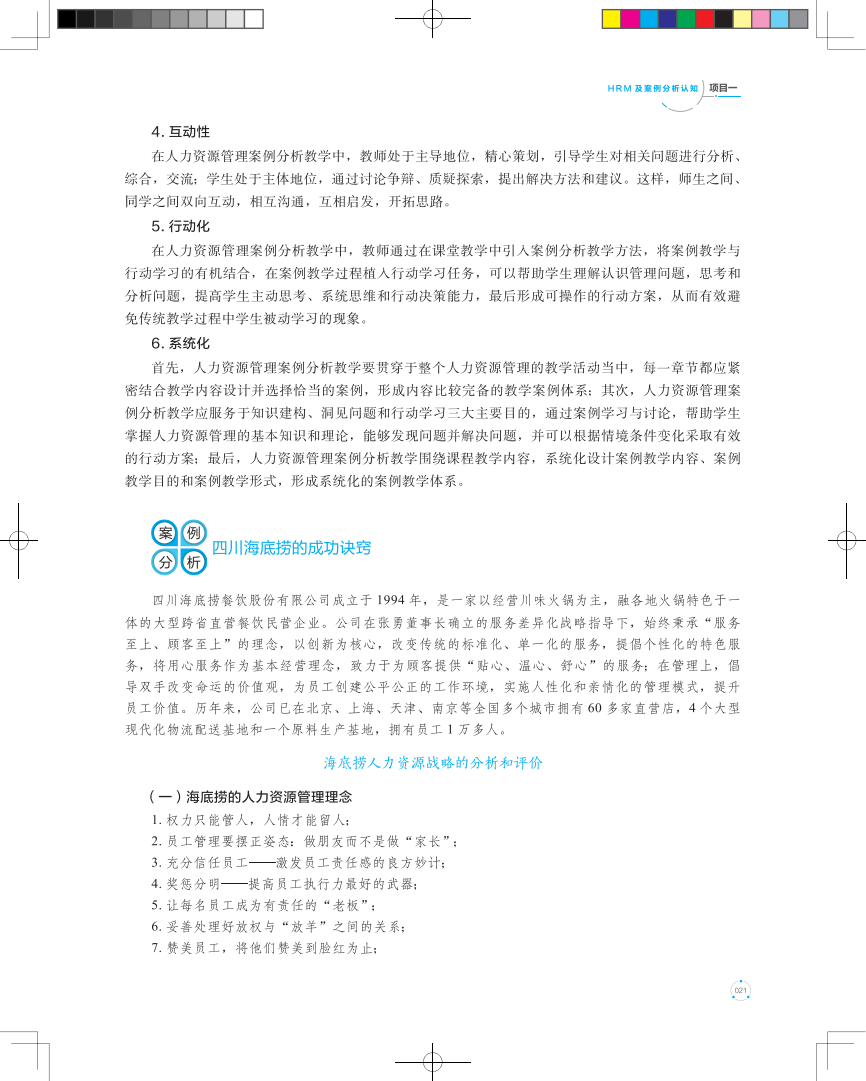 HRM 及案例分析认知 项目一
4. 互动性
在人力资源管理案例分析教学中，教师处于主导地位，精心策划，引导学生对相关问题进行分析、
综合，交流；学生处于主体地位，通过讨论争辩、质疑探索，提出解决方法和建议。这样，师生之间、
同学之间双向互动，相互沟通，互相启发，开拓思路。
5. 行动化
在人力资源管理案例分析教学中，教师通过在课堂教学中引入案例分析教学方法，将案例教学与
行动学习的有机结合，在案例教学过程植入行动学习任务，可以帮助学生理解认识管理问题，思考和
分析问题，提高学生主动思考、系统思维和行动决策能力，最后形成可操作的行动方案，从而有效避
免传统教学过程中学生被动学习的现象。
6. 系统化
首先，人力资源管理案例分析教学要贯穿于整个人力资源管理的教学活动当中，每一章节都应紧
密结合教学内容设计并选择恰当的案例，形成内容比较完备的教学案例体系；其次，人力资源管理案
例分析教学应服务于知识建构、洞见问题和行动学习三大主要目的，通过案例学习与讨论，帮助学生
掌握人力资源管理的基本知识和理论，能够发现问题并解决问题，并可以根据情境条件变化采取有效
的行动方案；最后，人力资源管理案例分析教学围绕课程教学内容，系统化设计案例教学内容、案例
教学目的和案例教学形式，形成系统化的案例教学体系。
案例
分析
四川海底捞的成功诀窍
四川海底捞餐饮股份有限公司成立于 1994 年，是一家以经营川味火锅为主，融各地火锅特色于一
体的大型跨省直营餐饮民营企业。公司在张勇董事长确立的服务差异化战略指导下，始终秉承“服务
至上、顾客至上”的理念，以创新为核心，改变传统的标准化、单一化的服务，提倡个性化的特色服
务，将用心服务作为基本经营理念，致力于为顾客提供“贴心、温心、舒心”的服务；在管理上，倡
导双手改变命运的价值观，为员工创建公平公正的工作环境，实施人性化和亲情化的管理模式，提升
员工价值。历年来，公司已在北京、上海、天津、南京等全国多个城市拥有 60 多家直营店，4 个大型
现代化物流配送基地和一个原料生产基地，拥有员工 1 万多人。
海底捞人力资源战略的分析和评价
（一）海底捞的人力资源管理理念
1. 权力只能管人，人情才能留人；
2. 员工管理要摆正姿态：做朋友而不是做“家长”；
3. 充分信任员工——激发员工责任感的良方妙计；
4. 奖惩分明——提高员工执行力最好的武器；
5. 让每名员工成为有责任的“老板”；
6. 妥善处理好放权与“放羊”之间的关系；
7. 赞美员工，将他们赞美到脸红为止；
021